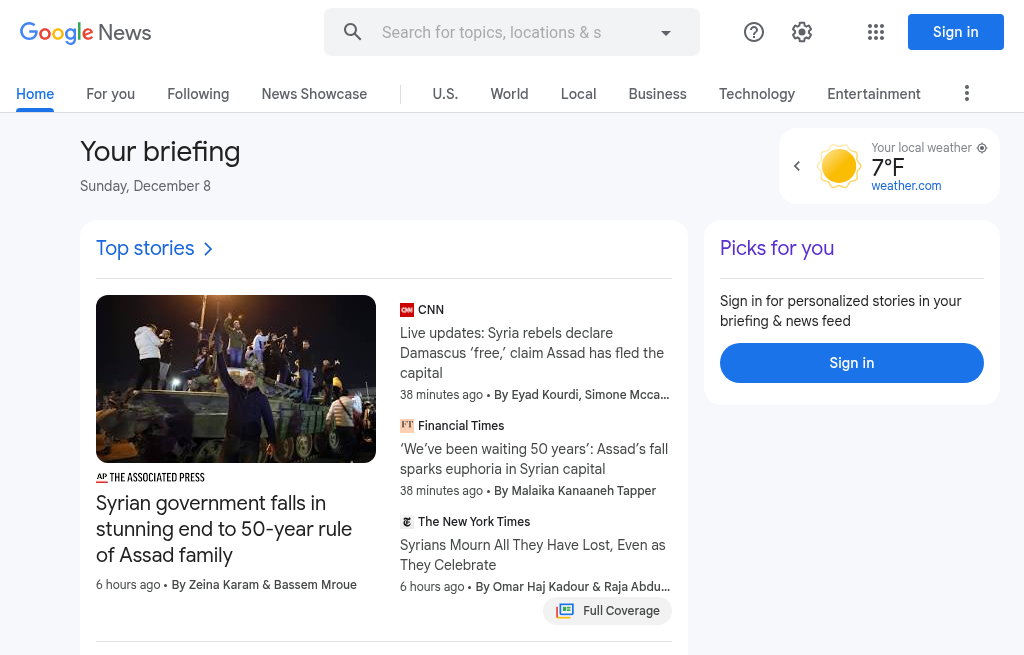 Google News
Search for topics, locations & s
Sign in
Home
For you
Following
News Showcase
U.S.
World
Local
Business
Technology
Entertainment
Your briefing
Sunday, December 8
Your local weather
7°F
weather.com
Top stories
AP THE ASSOCIATED PRESS
Syrian government falls in
stunning end to 50-year rule
of Assad family
6 hours ago • By Zeina Karam & Bassem Mroue
CNN CNN
Live updates: Syria rebels declare
Damascus ‘free,’ claim Assad has fled the
capital
38 minutes ago • By Eyad Kourdi, Simone Mcca...
FT Financial Times
‘We’ve been waiting 50 years’: Assad’s fall
sparks euphoria in Syrian capital
38 minutes ago • By Malaika Kanaaneh Tapper
T The New York Times
Syrians Mourn All They Have Lost, Even as
They Celebrate
6 hours ago • By Omar Haj Kadour & Raja Abdu...
Full Coverage
Picks for you
Sign in for personalized stories in your
briefing & news feed
Sign in